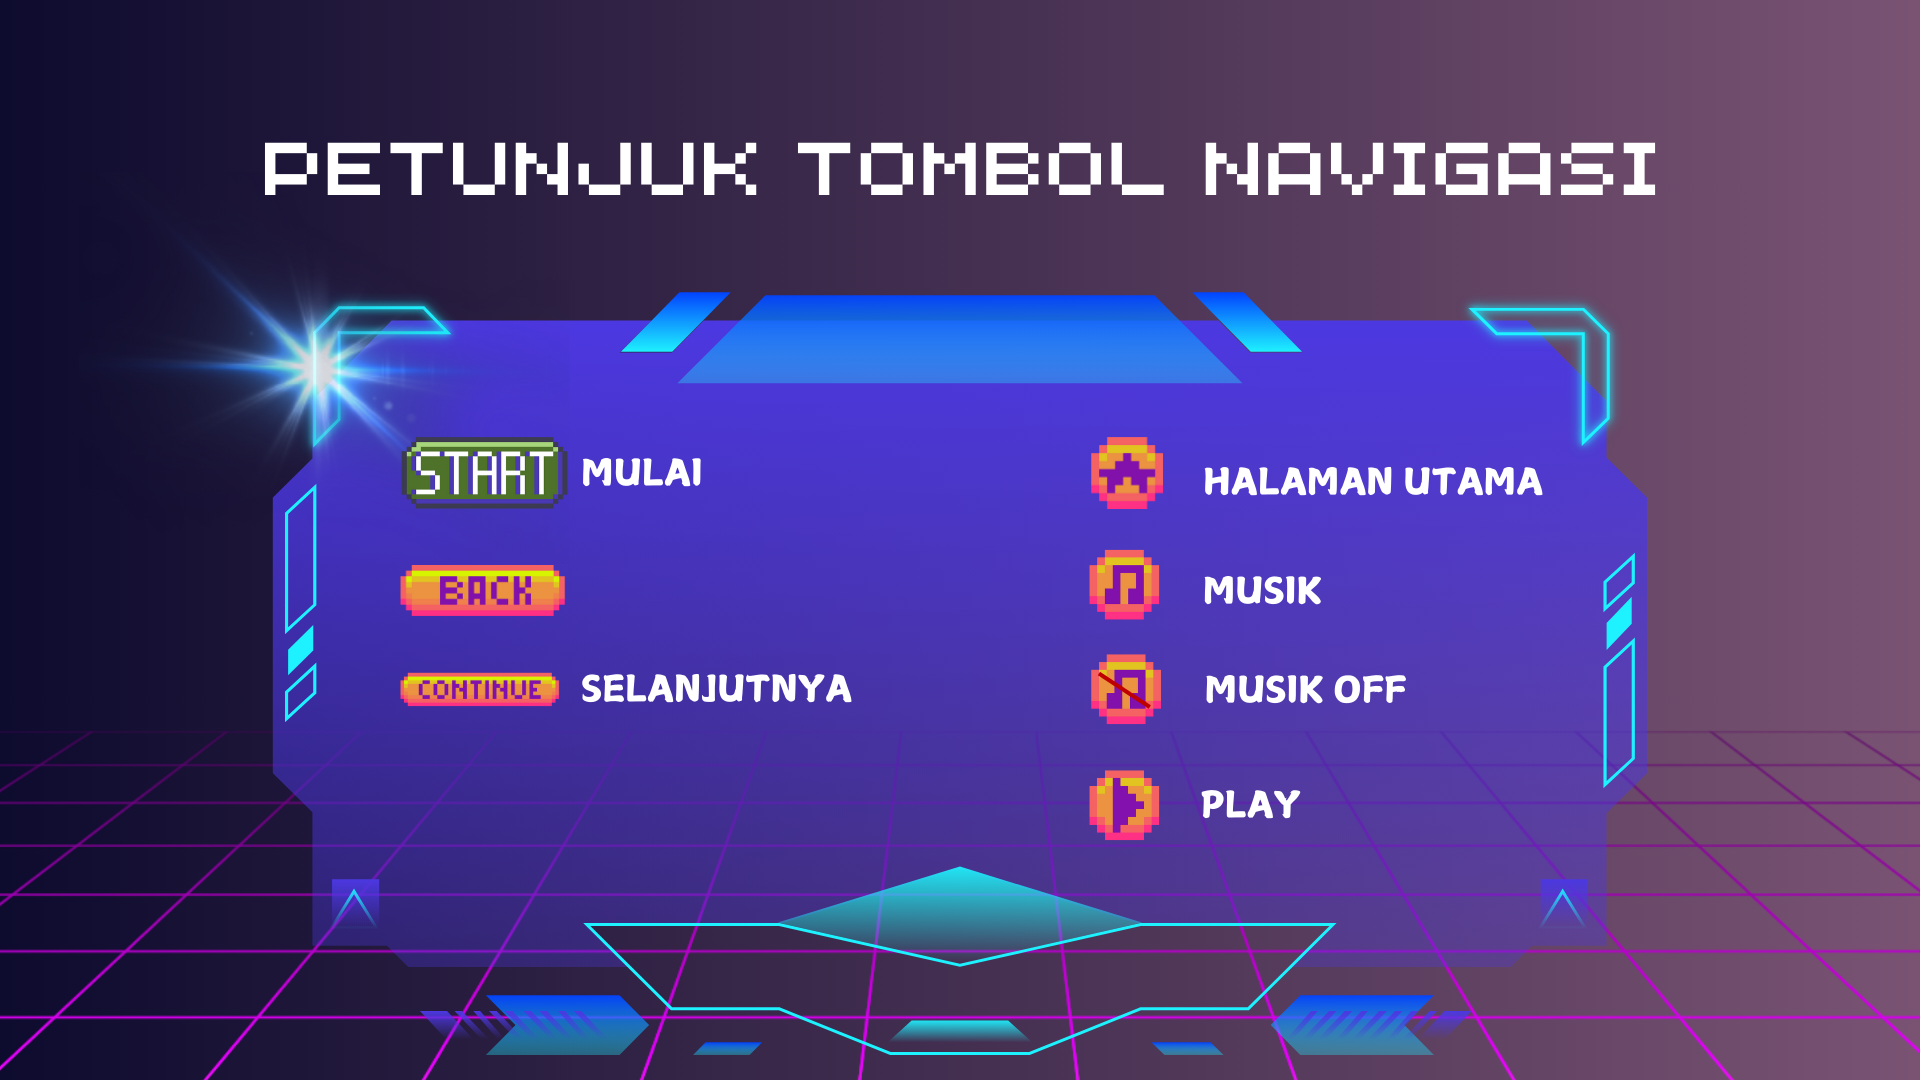 PETUNJUK TOMBOL NAVIGASI
START MULAI
BACK
CONTINUE SELANJUTNYA
HALAMAN UTAMA
MUSIK
MUSIK OFF
PLAY